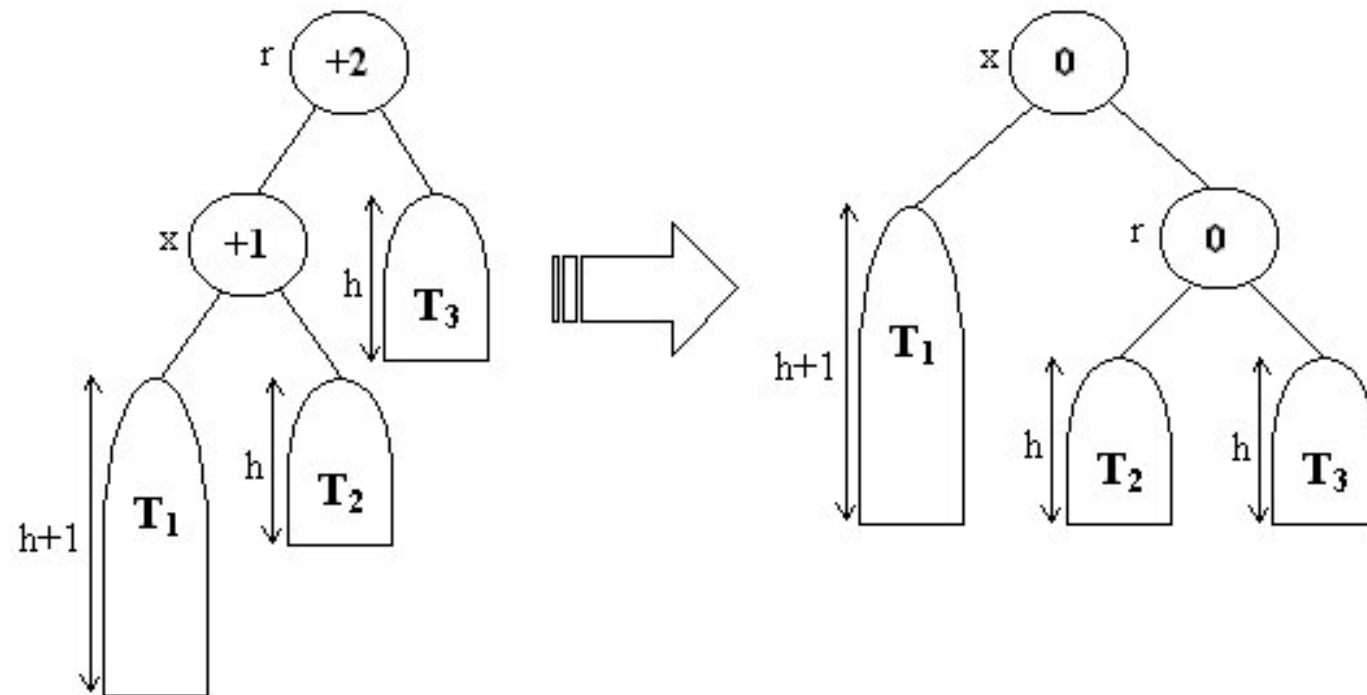 r +2
x 0
x +1
h T₃
r 0
h+1 T₁
h+1 T₁
h T₂
h T₂
h T₃